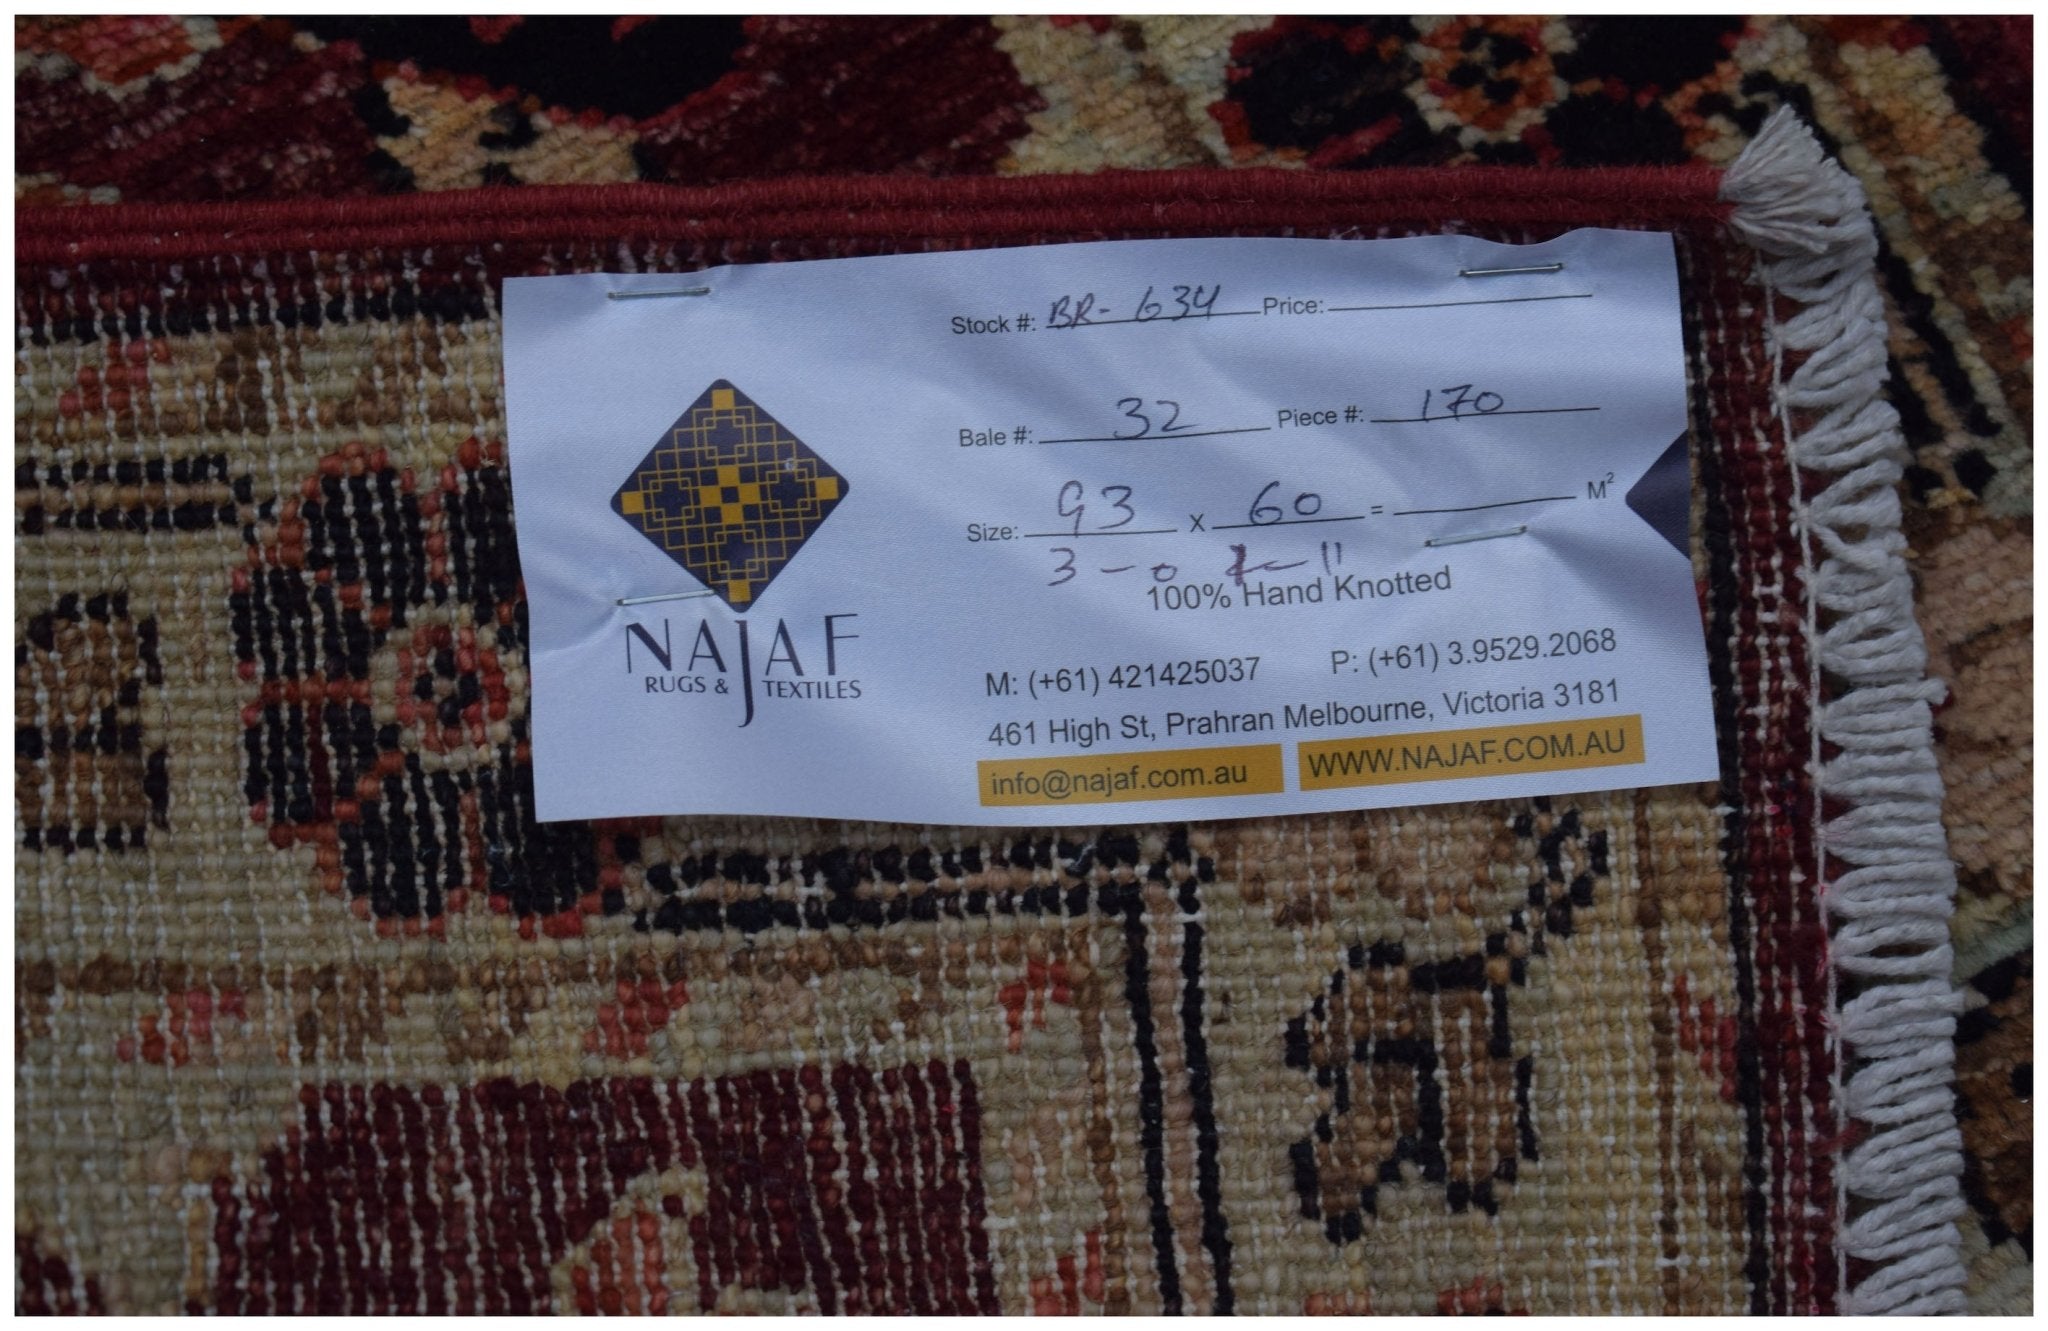 Stock #: BR- 634 Price:
Bale #: 32 Piece #: 170
Size: 93 x 60 = M²
3 - 0 1 - 11
100% Hand Knotted
NAJAF
RUGS & TEXTILES
M: (+61) 421425037 P: (+61) 3.9529.2068
461 High St, Prahran Melbourne, Victoria 3181
info@najaf.com.au WWW.NAJAF.COM.AU